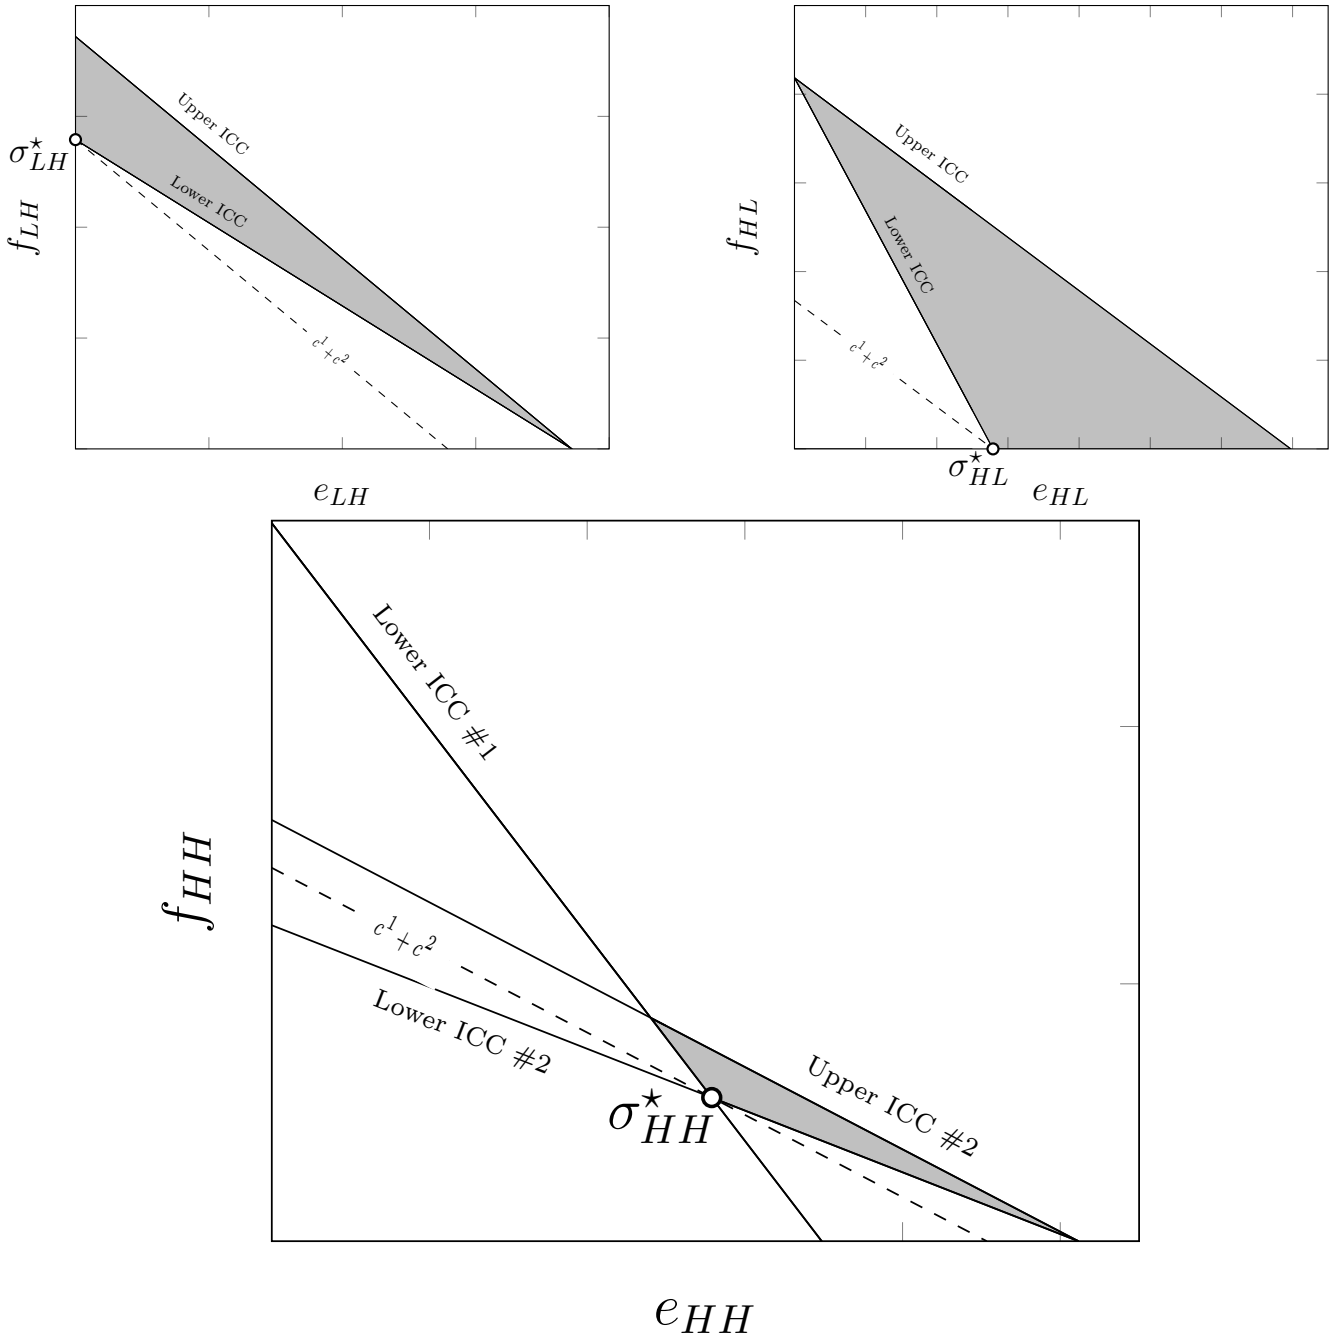 Upper ICC
Lower ICC
c¹+c²
σ*LH
fLH
eLH
Upper ICC
Lower ICC
c¹+c²
σ*HL
fHL
eHL
Lower ICC #1
c¹+c²
Lower ICC #2
Upper ICC #2
σ*HH
fHH
eHH